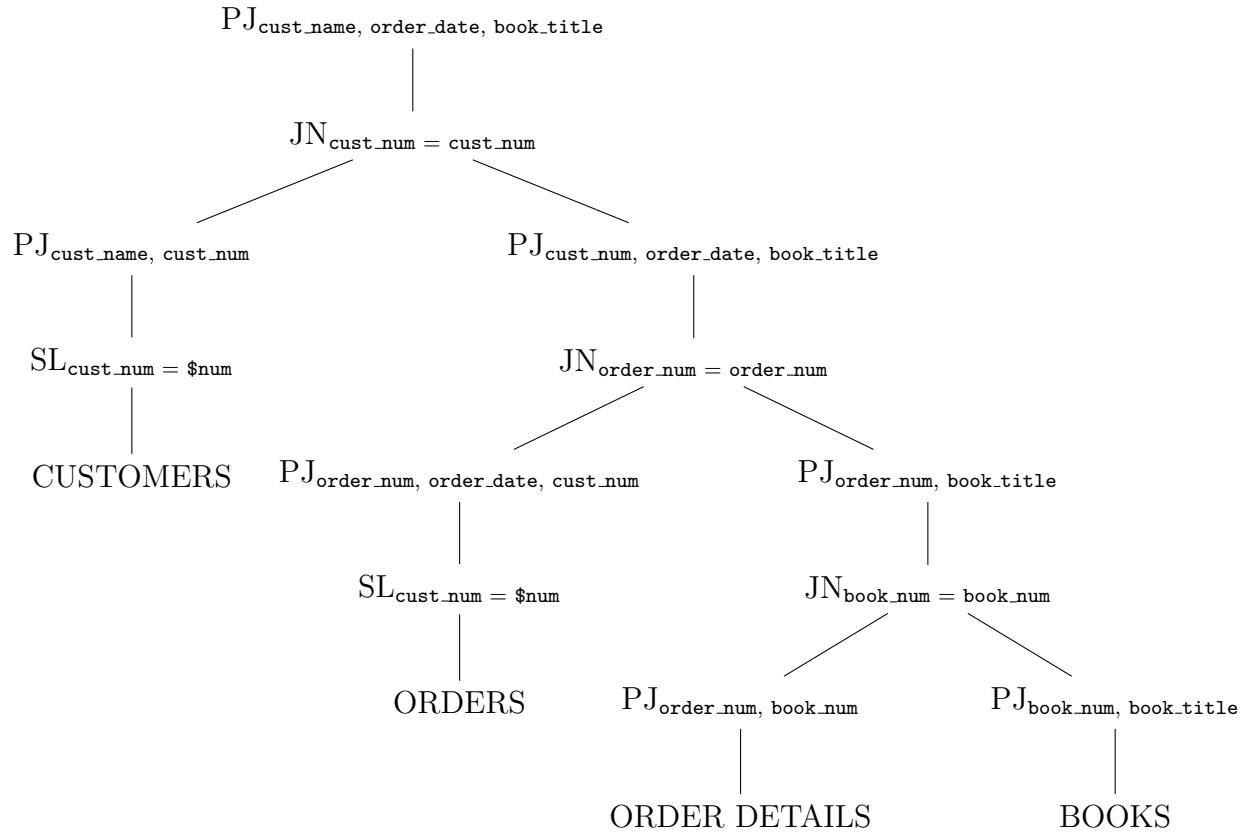 PJcust_name, order_date, book_title
JNcust_num = cust_num
PJcust_name, cust_num
PJcust_num, order_date, book_title
SLcust_num = $num
JNorder_num = order_num
CUSTOMERS
PJorder_num, order_date, cust_num
PJorder_num, book_title
SLcust_num = $num
JNbook_num = book_num
ORDERS
PJorder_num, book_num
PJbook_num, book_title
ORDER DETAILS
BOOKS